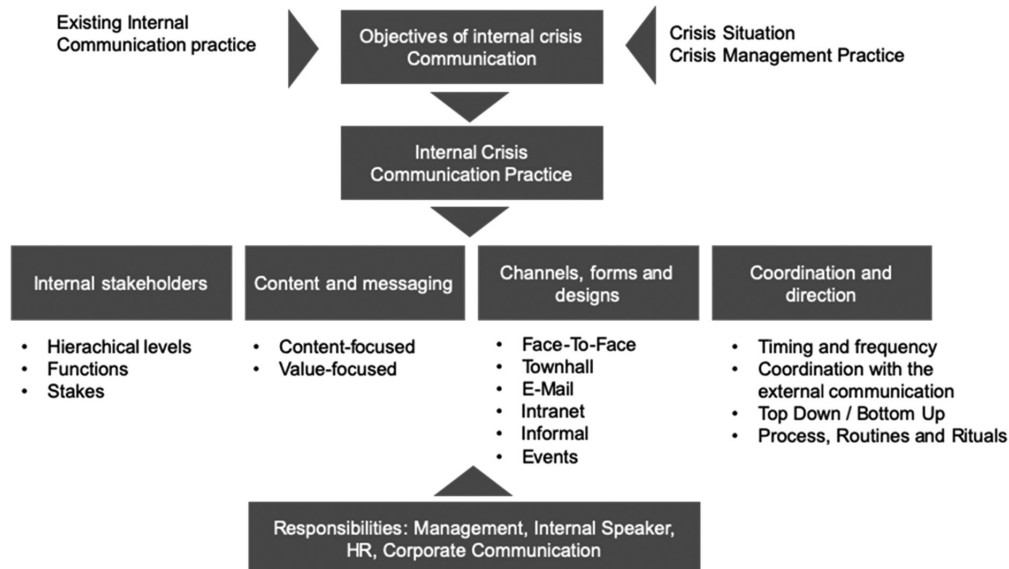 Existing Internal
Communication practice
Objectives of internal crisis
Communication
Crisis Situation
Crisis Management Practice
Internal Crisis
Communication Practice
Internal stakeholders
• Hierachical levels
• Functions
• Stakes
Content and messaging
• Content-focused
• Value-focused
Channels, forms and
designs
• Face-To-Face
• Townhall
• E-Mail
• Intranet
• Informal
• Events
Coordination and
direction
• Timing and frequency
• Coordination with the
external communication
• Top Down / Bottom Up
• Process, Routines and Rituals
Responsibilities: Management, Internal Speaker,
HR, Corporate Communication